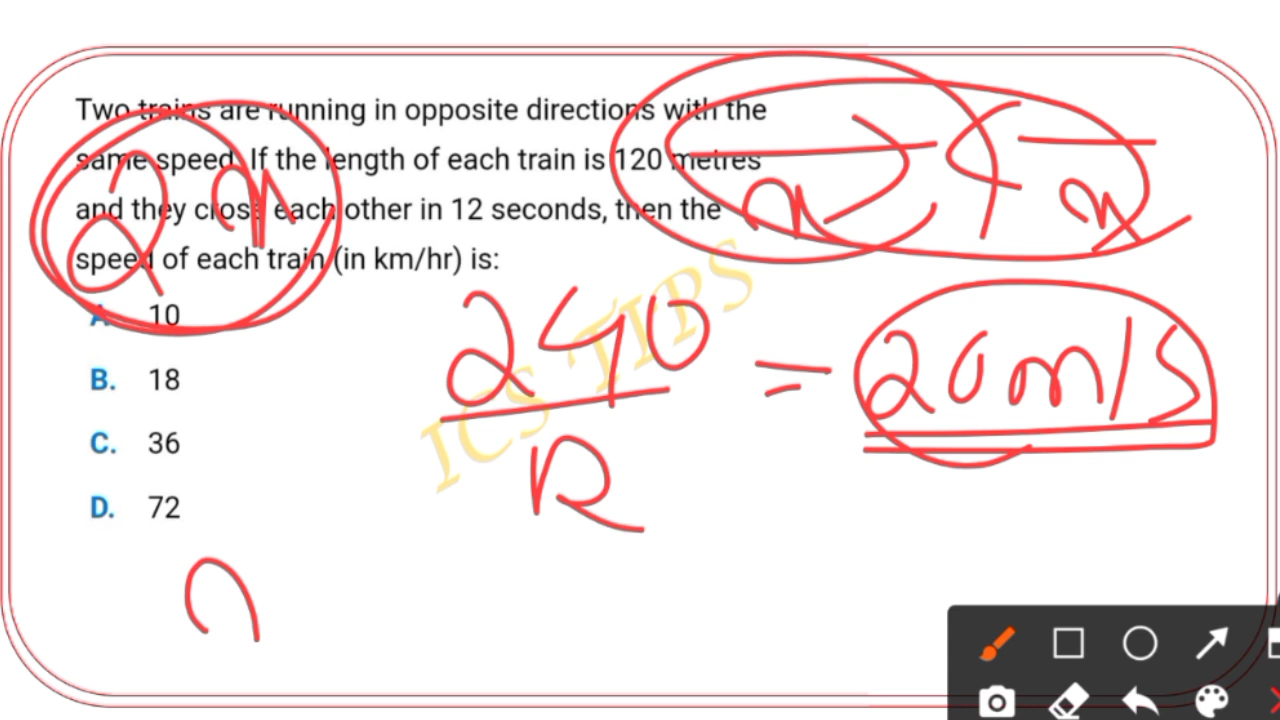 Two trains are running in opposite directions with the
same speed. If the length of each train is 120 metres
and they cross each other in 12 seconds, then the
speed of each train (in km/hr) is:
A. 10
B. 18
C. 36
D. 72
2x
x
x
240
12
= 20m/s
ICS TIPS